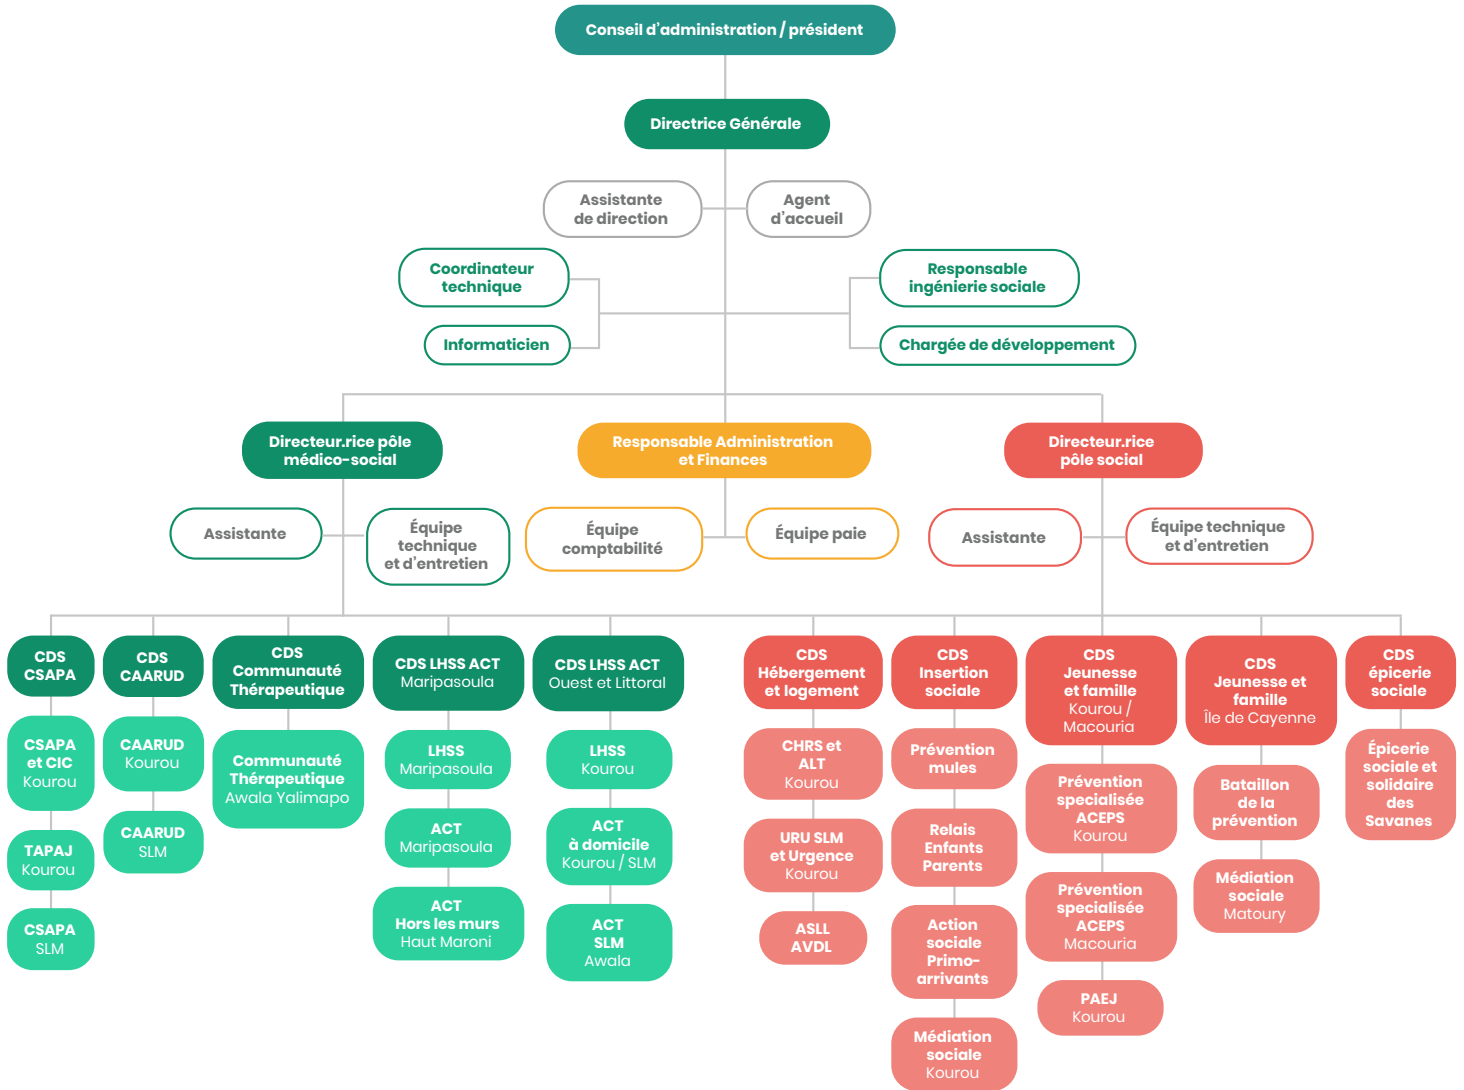 Conseil d'administration / président
Directrice Générale
Assistante
de direction
Agent
d'accueil
Coordinateur
technique
Responsable
ingénierie sociale
Informaticien
Chargée de développement
Directeur.rice pôle
médico-social
Responsable Administration
et Finances
Directeur.rice
pôle social
Assistante
Équipe
technique
et d'entretien
Équipe
comptabilité
Équipe paie
Assistante
Équipe technique
et d'entretien
CDS
CSAPA
CSAPA
et CIC
Kourou
TAPAJ
Kourou
CSAPA
SLM
CDS
CAARUD
CAARUD
Kourou
CAARUD
SLM
CDS
Communauté
Thérapeutique
Communauté
Thérapeutique
Awala Yalimapo
CDS LHSS ACT
Maripasoula
LHSS
Maripasoula
ACT
Maripasoula
ACT
Hors les murs
Haut Maroni
CDS LHSS ACT
Ouest et Littoral
LHSS
Kourou
ACT
à domicile
Kourou / SLM
ACT
SLM
Awala
CDS
Hébergement
et logement
CHRS et
ALT
Kourou
URU SLM
et Urgence
Kourou
ASLL
AVDL
CDS
Insertion
sociale
Prévention
mules
Relais
Enfants
Parents
Action
sociale
Primo-
arrivants
Médiation
sociale
Kourou
CDS
Jeunesse
et famille
Kourou /
Macouria
Prévention
specialisée
ACEPS
Kourou
Prévention
specialisée
ACEPS
Macouria
PAEJ
Kourou
CDS
Jeunesse et
famille
Île de Cayenne
Bataillon
de la
prévention
Médiation
sociale
Matoury
CDS
épicerie
sociale
Épicerie
sociale et
solidaire
des
Savanes